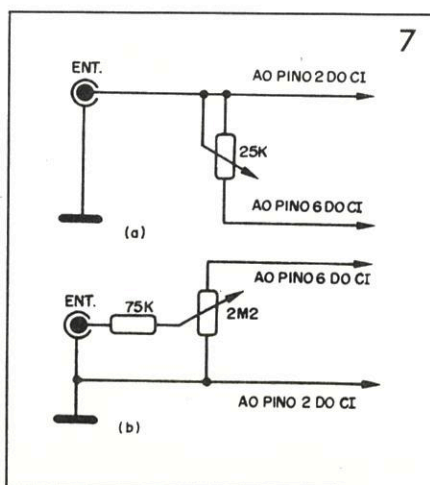 7
ENT.
AO PINO 2 DO CI
25K
AO PINO 6 DO CI
(a)
AO PINO 6 DO CI
ENT.
75K
2M2
AO PINO 2 DO CI
(b)